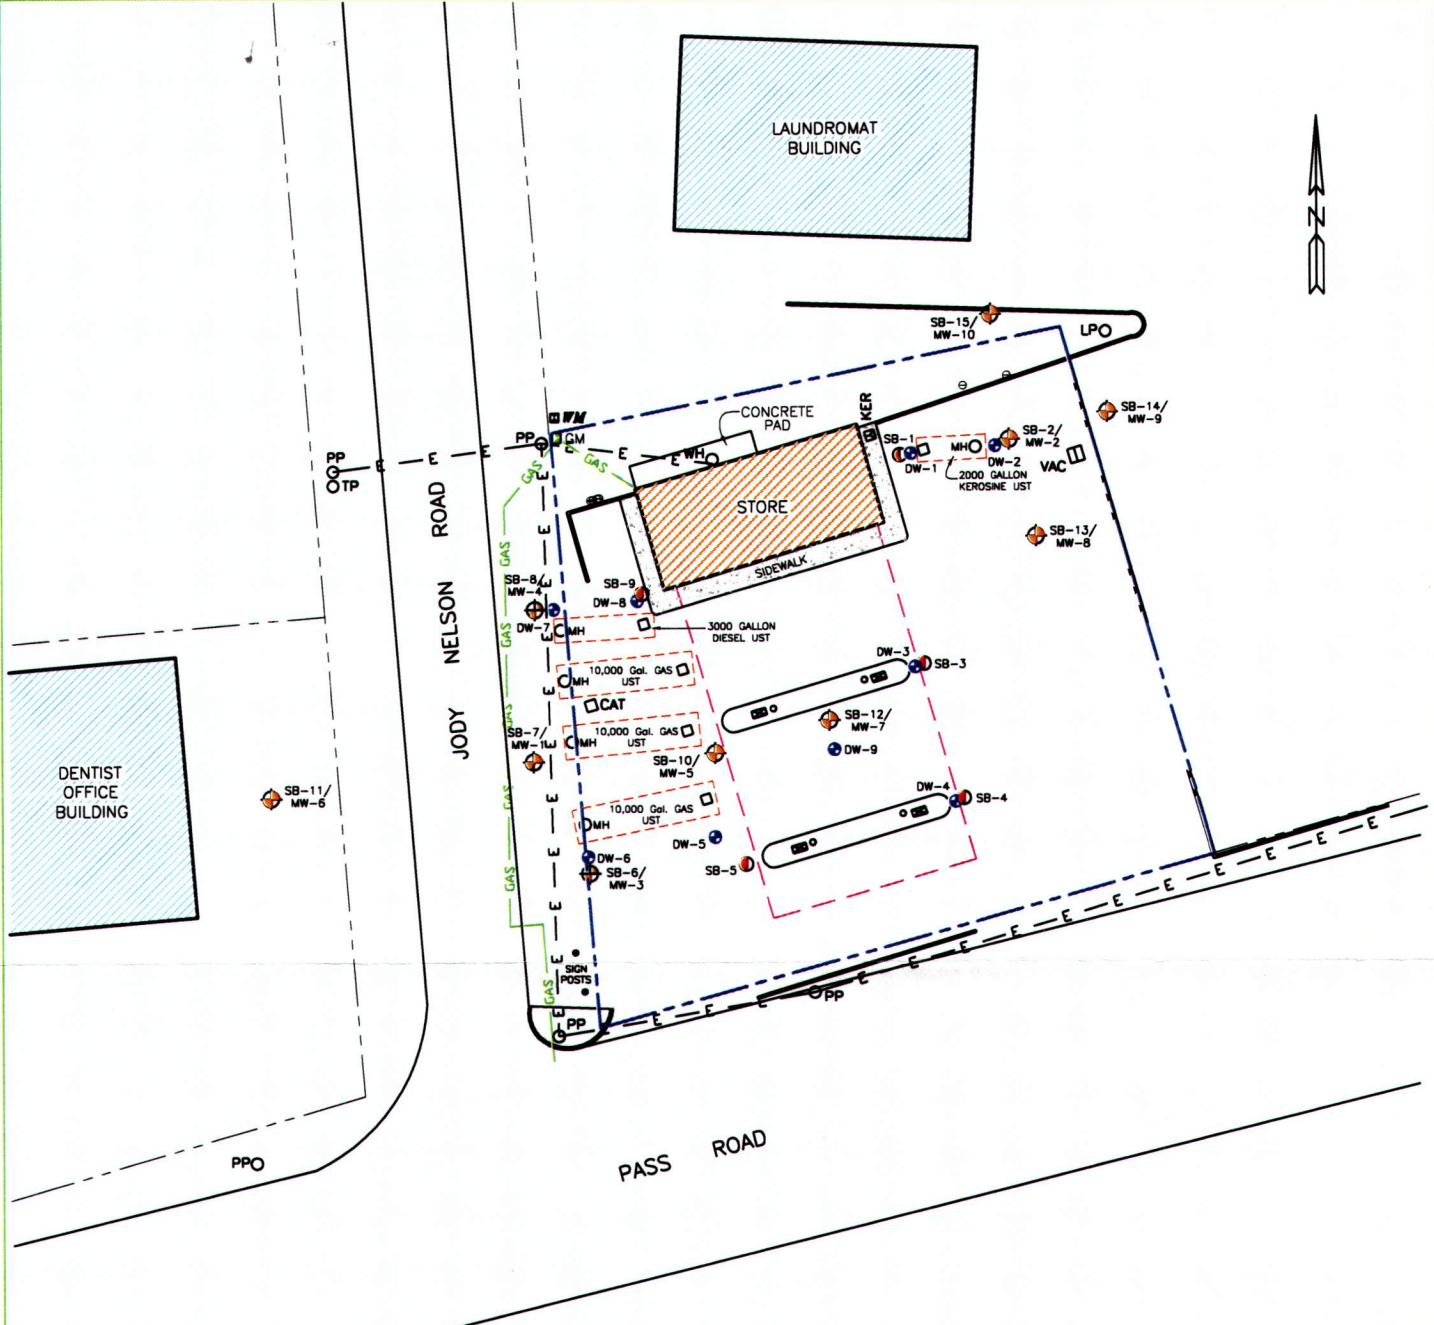 LAUNDROMAT
BUILDING
N
SB-15/
MW-10
LPO
SB-14/
MW-9
WM
CONCRETE
PAD
KER
PP
GM
E
E
E
E
E
WH
SB-1
MH
SB-2/
MW-2
PP
TP
GAS
GAS
DW-1
DW-2
VAC
2000 GALLON
KEROSINE UST
STORE
SB-13/
MW-8
SIDEWALK
JODY NELSON ROAD
GAS
GAS
GAS
GAS
GAS
E
E
E
E
E
E
E
E
E
SB-8/
MW-4
DW-7
SB-9
DW-8
MH
3000 GALLON
DIESEL UST
10,000 Gal. GAS
UST
MH
CAT
DW-3
SB-3
SB-7/
MW-1
10,000 Gal. GAS
UST
MH
SB-12/
MW-7
DW-9
SB-10/
MW-5
DENTIST
OFFICE
BUILDING
SB-11/
MW-6
DW-4
SB-4
10,000 Gal. GAS
UST
MH
DW-5
DW-6
SB-6/
MW-3
SB-5
SIGN
POSTS
PP
PP
E
E
E
E
E
E
E
E
E
E
E
E
E
PPO
PASS ROAD